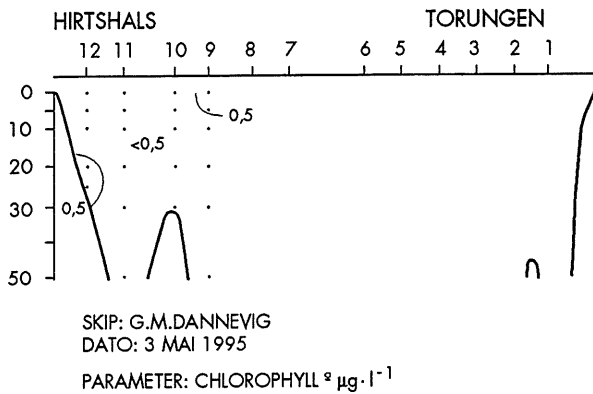 HIRTSHALS TORUNGEN
12 11 10 9 8 7 6 5 4 3 2 1
0
10
20
30
50
0,5
<0,5
0,5
SKIP: G.M.DANNEVIG
DATO: 3 MAI 1995
PARAMETER: CHLOROPHYLL ª µg·l⁻¹